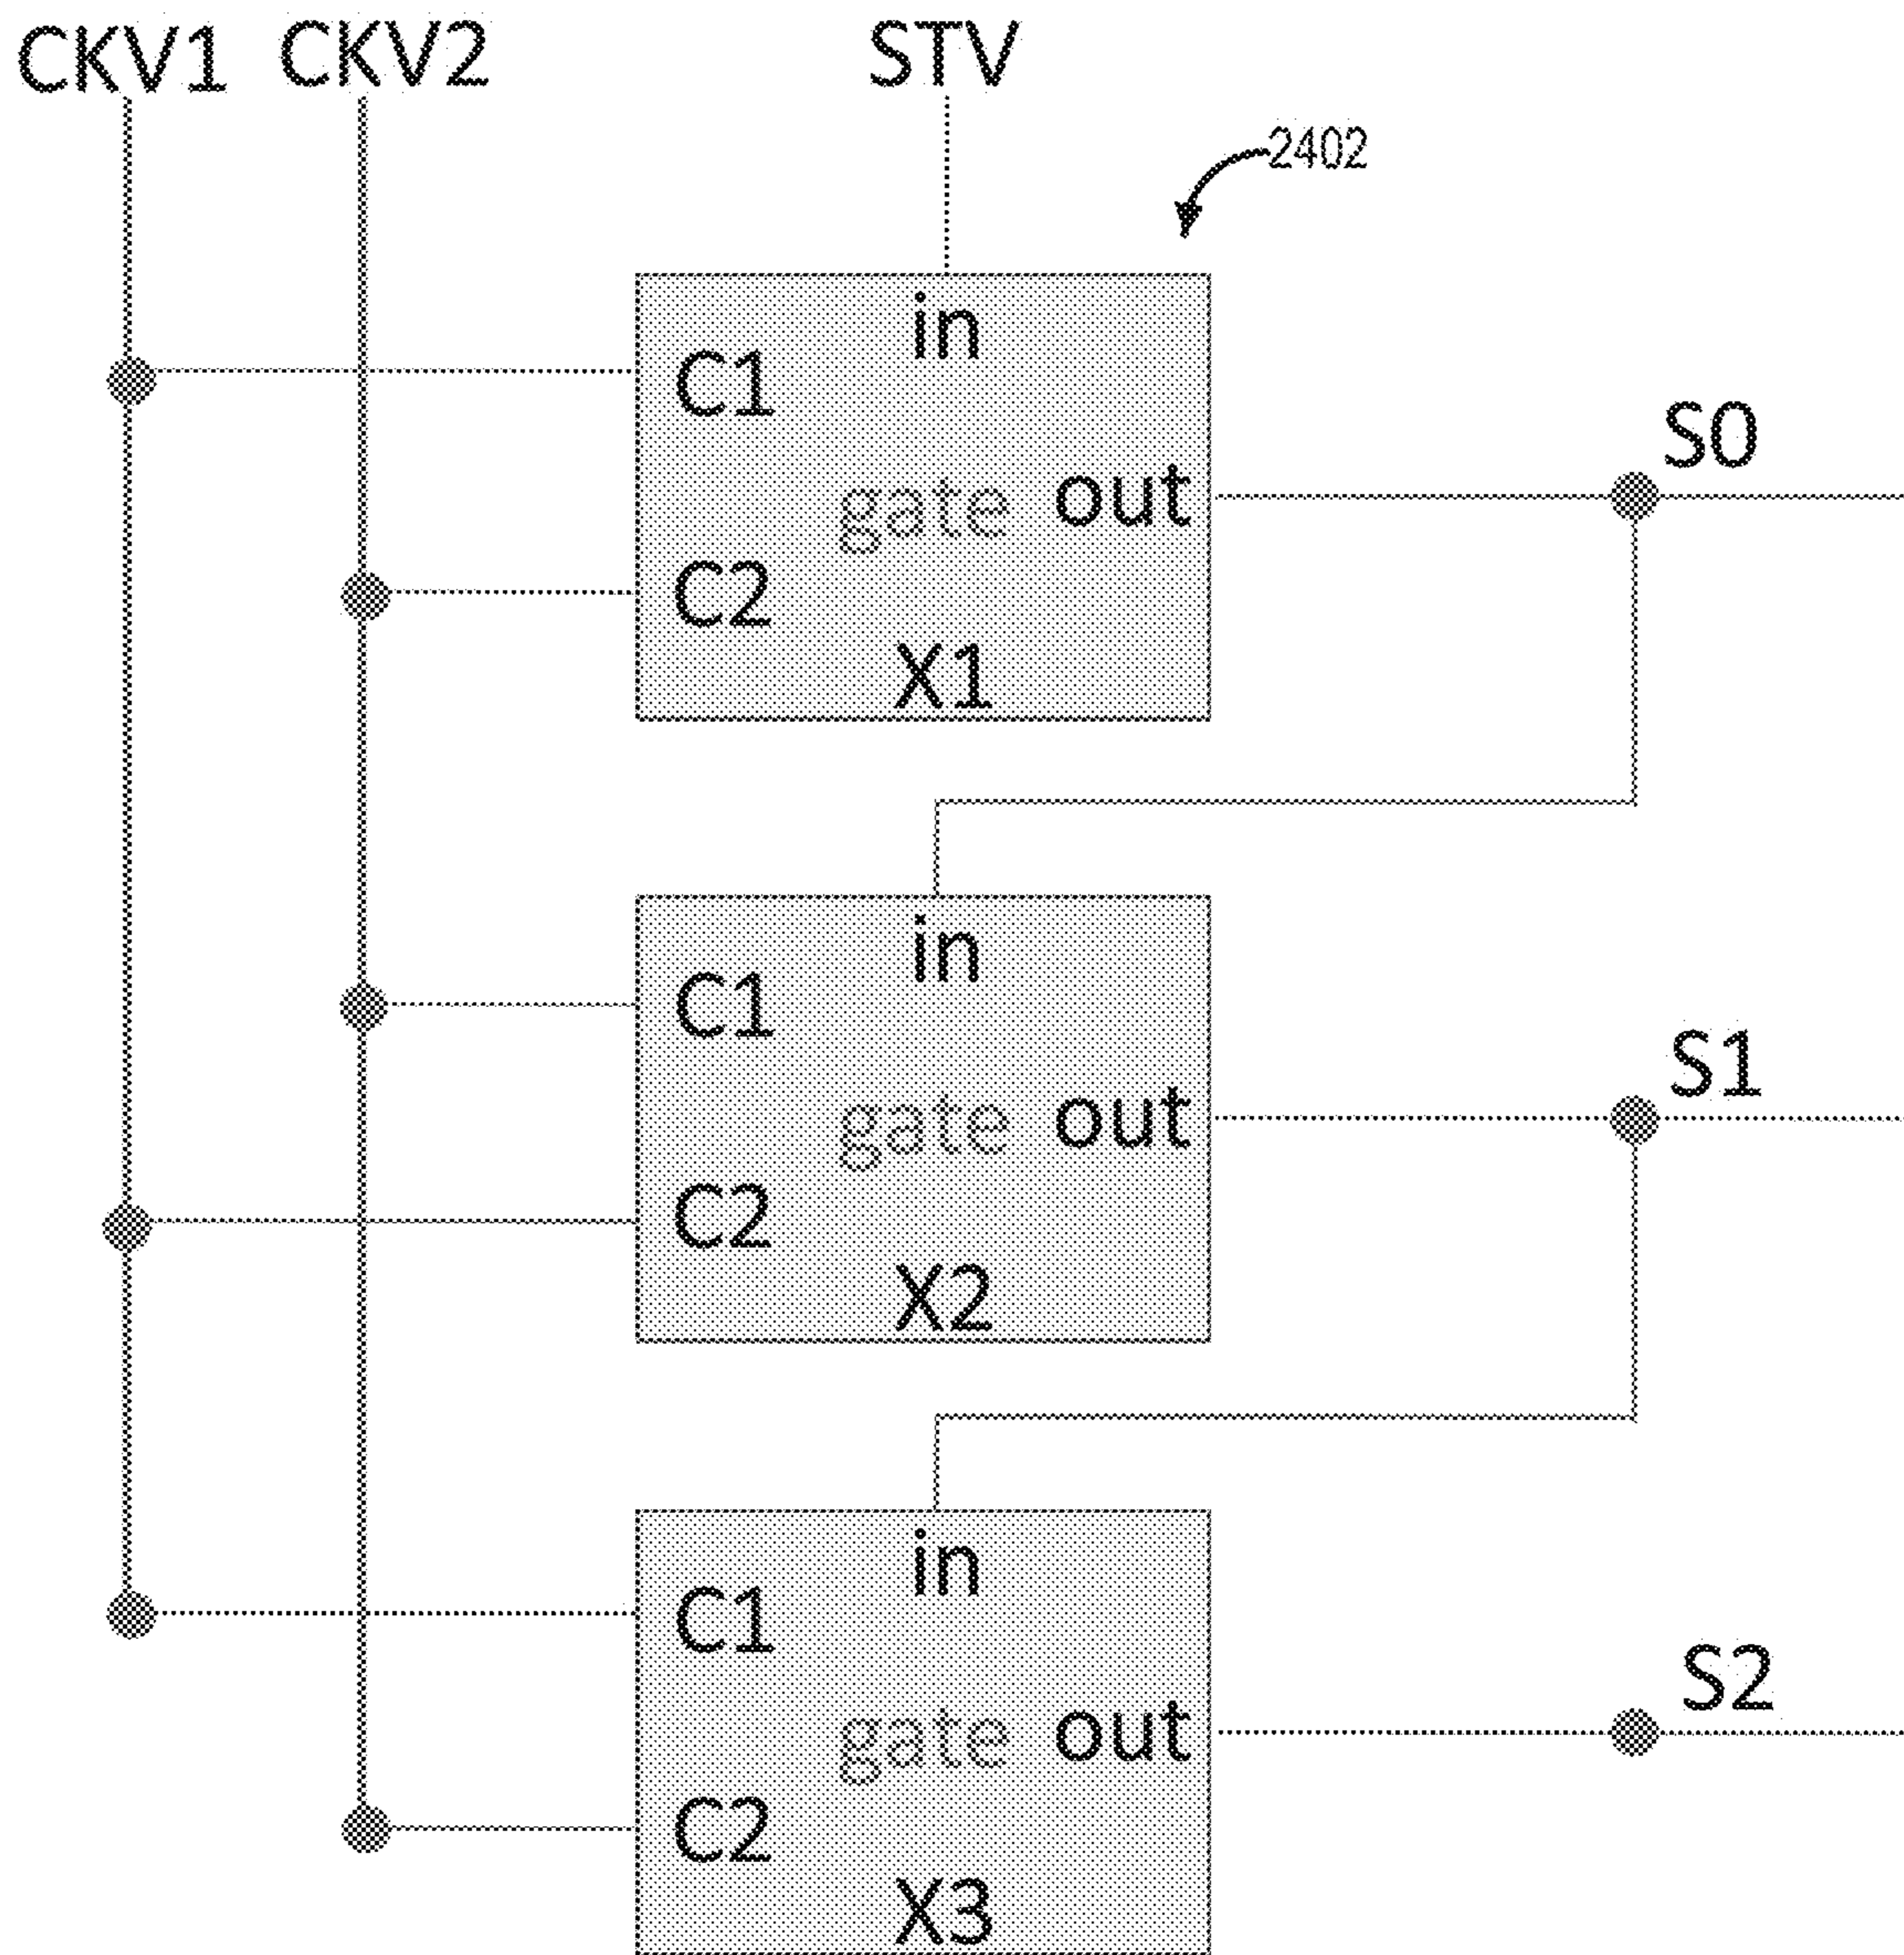 CKV1 CKV2 STV
2402
in
C1
S0
gate out
C2
X1
in
C1
S1
gate out
C2
X2
in
C1
S2
gate out
C2
X3